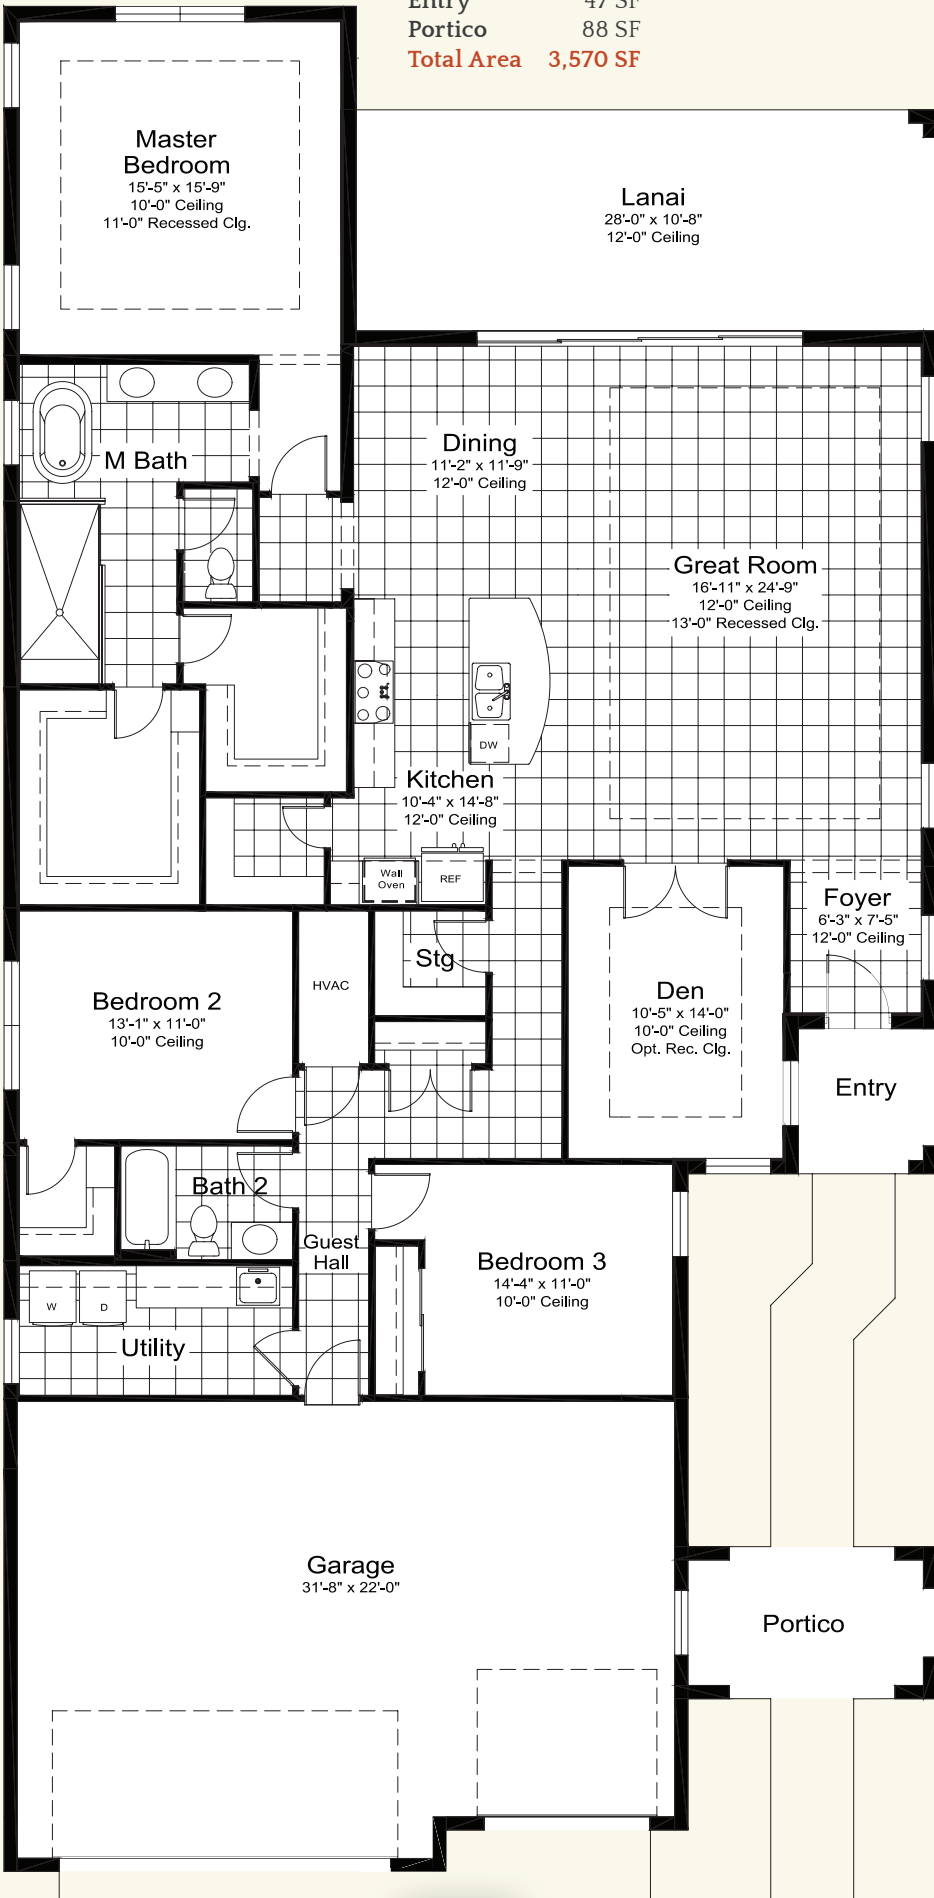 Entry 47 SF
Portico 88 SF
Total Area 3,570 SF
Master
Bedroom
15'-5" x 15'-9"
10'-0" Ceiling
11'-0" Recessed Clg.
Lanai
28'-0" x 10'-8"
12'-0" Ceiling
Dining
11'-2" x 11'-9"
12'-0" Ceiling
M Bath
Great Room
16'-11" x 24'-9"
12'-0" Ceiling
13'-0" Recessed Clg.
DW
Kitchen
10'-4" x 14'-8"
12'-0" Ceiling
Wall
Oven
REF
Foyer
6'-3" x 7'-5"
12'-0" Ceiling
Stg
HVAC
Bedroom 2
13'-1" x 11'-0"
10'-0" Ceiling
Den
10'-5" x 14'-0"
10'-0" Ceiling
Opt. Rec. Clg.
Entry
Bath 2
Guest
Hall
Bedroom 3
14'-4" x 11'-0"
10'-0" Ceiling
W
D
Utility
Garage
31'-8" x 22'-0"
Portico